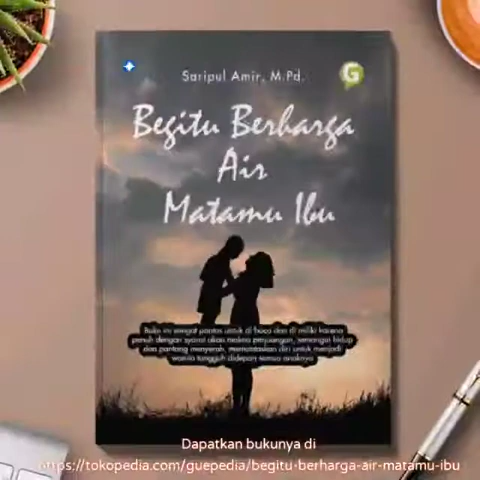 Saripul Amir, M.Pd.
G
Begitu Berharga
Air
Matamu Ibu
Buku ini sangat pantas untuk di baca dan di miliki karena
penuh dengan syarat akan makna perjuangan, semangat hidup
dan pantang menyerah, memantaskan diri untuk menjadi
wanita tangguh didepan semua anaknya
Dapatkan bukunya di
https://tokopedia.com/guepedia/begitu-berharga-air-matamu-ibu